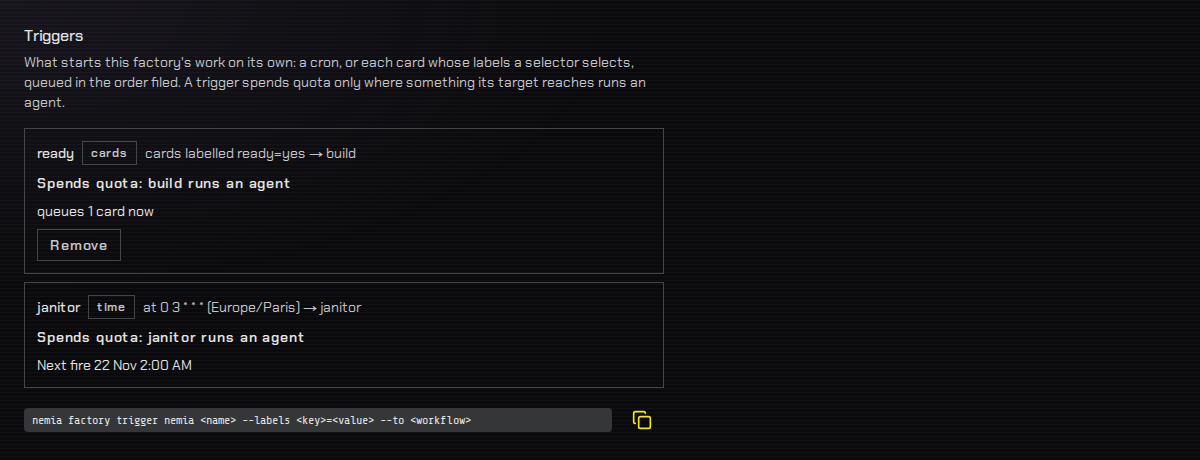 Triggers
What starts this factory's work on its own: a cron, or each card whose labels a selector selects,
queued in the order filed. A trigger spends quota only where something its target reaches runs an
agent.
ready cards cards labelled ready=yes → build
Spends quota: build runs an agent
queues 1 card now
Remove
janitor time at 0 3 * * * (Europe/Paris) → janitor
Spends quota: janitor runs an agent
Next fire 22 Nov 2:00 AM
nemia factory trigger nemia <name> --labels <key>=<value> --to <workflow>